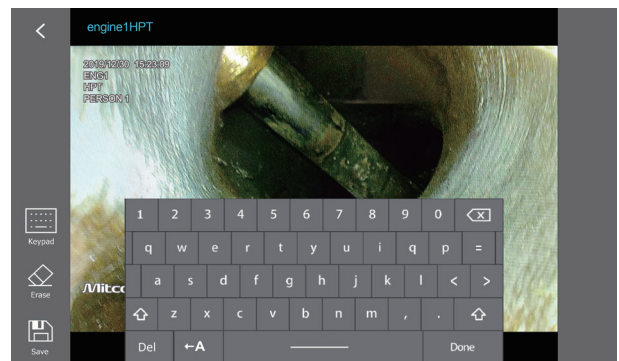 engine1HPT
2019/12/30 15:23:09
ENG1
HPT
PERSON 1
1 2 3 4 5 6 7 8 9 0
q w e r t y u i q p =
a s d f g h j k l < >
z x c v b n m , .
Del ←A Done
Keypad
Erase
Save
Mitco